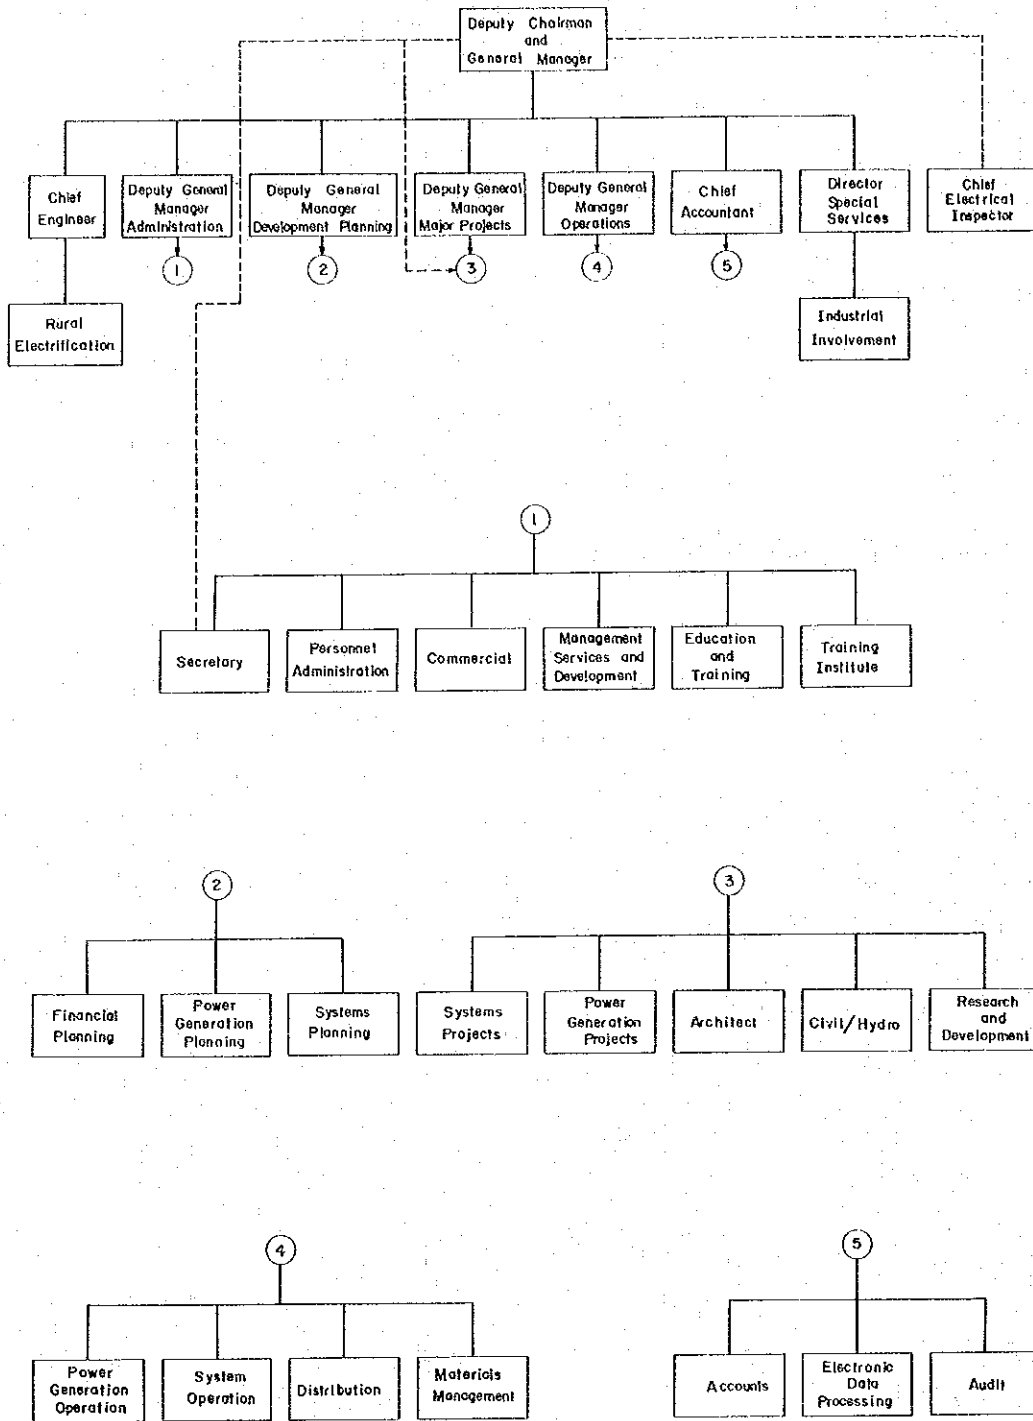 Deputy Chairman
and
General Manager
Chief
Engineer
Deputy General
Manager
Administration
Deputy General
Manager
Development Planning
Deputy General
Manager
Major Projects
Deputy General
Manager
Operations
Chief
Accountant
Director
Special
Services
Chief
Electrical
Inspector
1
2
3
4
5
Rural
Electrification
Industrial
Involvement
1
Secretary
Personnel
Administration
Commercial
Management
Services and
Development
Education
and
Training
Training
Institute
2
3
Financial
Planning
Power
Generation
Planning
Systems
Planning
Systems
Projects
Power
Generation
Projects
Architect
Civil/Hydro
Research
and
Development
4
5
Power
Generation
Operation
System
Operation
Distribution
Materials
Management
Accounts
Electronic
Data
Processing
Audit